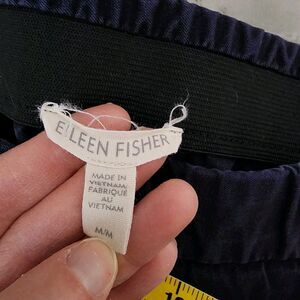 EILEEN FISHER
MADE IN
VIETNAM
FABRIQUÉ
AU
VIETNAM
M/M